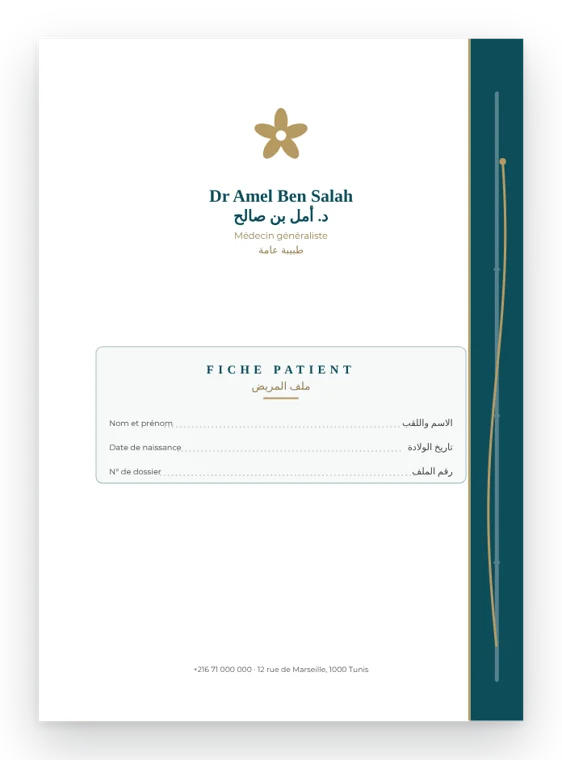 Dr Amel Ben Salah
د. أمل بن صالح
Médecin généraliste
طبيبة عامة
FICHE PATIENT
ملف المريض
Nom et prénom الاسم واللقب
Date de naissance تاريخ الولادة
N° de dossier رقم الملف
+216 71 000 000 · 12 rue de Marseille, 1000 Tunis